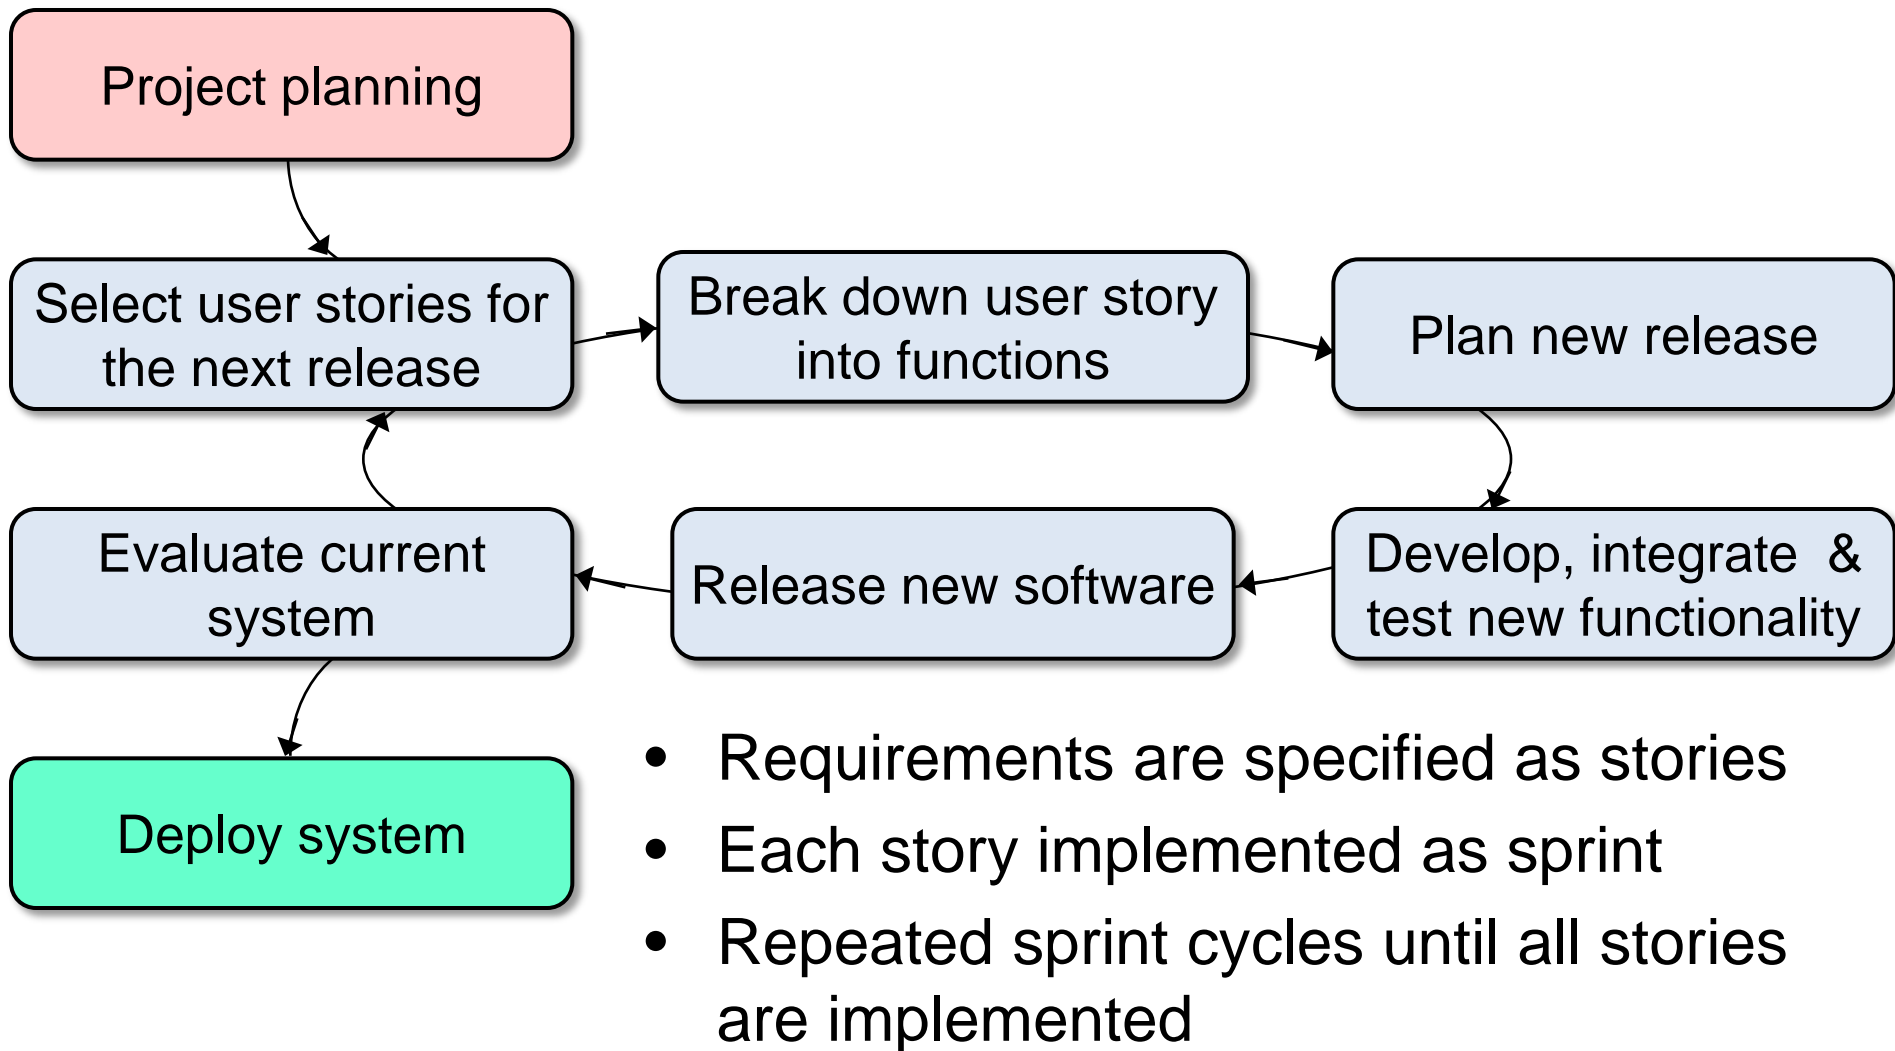 Project planning
Select user stories for
the next release
Break down user story
into functions
Plan new release
Evaluate current
system
Release new software
Develop, integrate  &
test new functionality
Deploy system
• Requirements are specified as stories
• Each story implemented as sprint
• Repeated sprint cycles until all stories
are implemented